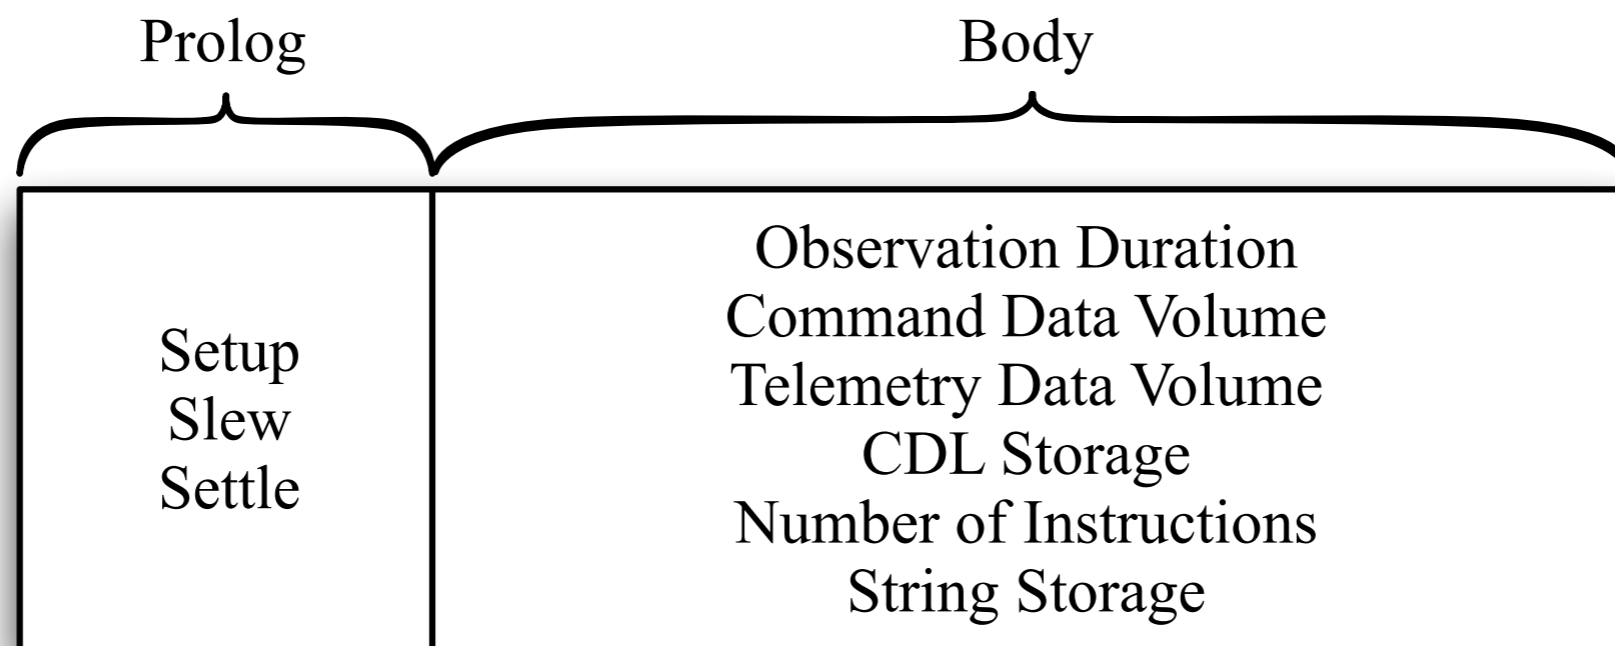 Prolog
Body
Setup
Slew
Settle
Observation Duration
Command Data Volume
Telemetry Data Volume
CDL Storage
Number of Instructions
String Storage